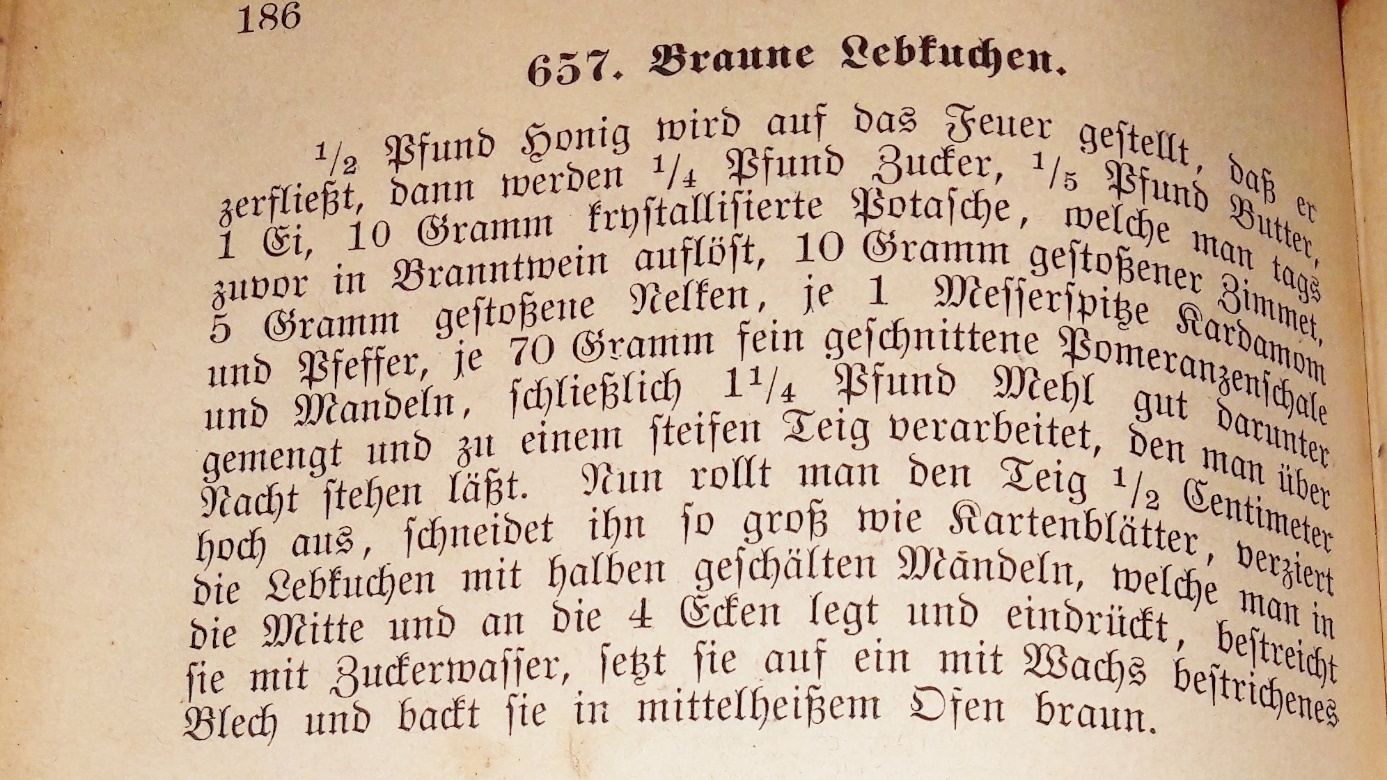 186
657. Braune Lebkuchen.
1/2 Pfund Honig wird auf das Feuer gestellt, daß er
zerfließt, dann werden 1/4 Pfund Zucker, 1/5 Pfund Butter,
1 Ei, 10 Gramm krystallisierte Potasche, welche man tags
zuvor in Branntwein auflöst, 10 Gramm gestoßener Zimmet,
5 Gramm gestoßene Nelken, je 1 Messerspitze Kardamom
und Pfeffer, je 70 Gramm fein geschnittene Pomeranzenschale
und Mandeln, schließlich 1 1/4 Pfund Mehl gut darunter
gemengt und zu einem steifen Teig verarbeitet, den man über
Nacht stehen läßt. Nun rollt man den Teig 1/2 Centimeter
hoch aus, schneidet ihn so groß wie Kartenblätter, verziert
die Lebkuchen mit halben geschälten Mandeln, welche man in
die Mitte und an die 4 Ecken legt und eindrückt, bestreicht
sie mit Zuckerwasser, setzt sie auf ein mit Wachs bestrichenes
Blech und backt sie in mittelheißem Ofen braun.